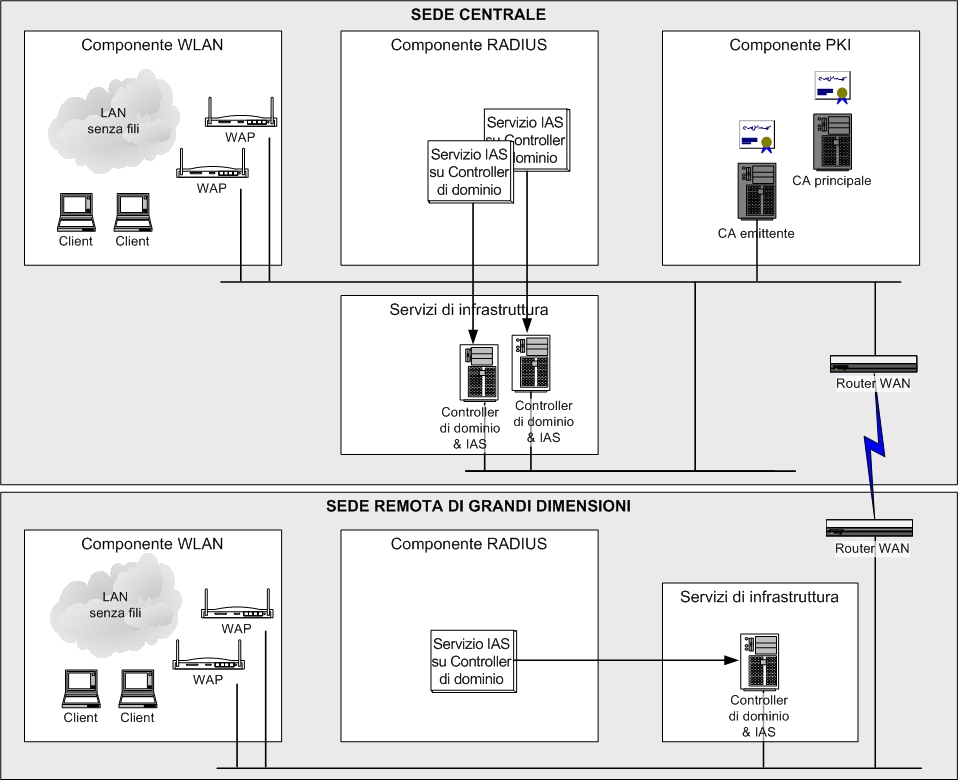 SEDE CENTRALE
Componente WLAN
LAN
senza fili
WAP
WAP
Client
Client
Componente RADIUS
Servizio IAS
su Controller
dominio
Servizio IAS
su Controller
di dominio
Componente PKI
CA principale
CA emittente
Servizi di infrastruttura
Controller
di dominio
& IAS
Controller
di dominio
& IAS
Router WAN
SEDE REMOTA DI GRANDI DIMENSIONI
Router WAN
Componente WLAN
LAN
senza fili
WAP
WAP
Client
Client
Componente RADIUS
Servizio IAS
su Controller
di dominio
Servizi di infrastruttura
Controller
di dominio
& IAS